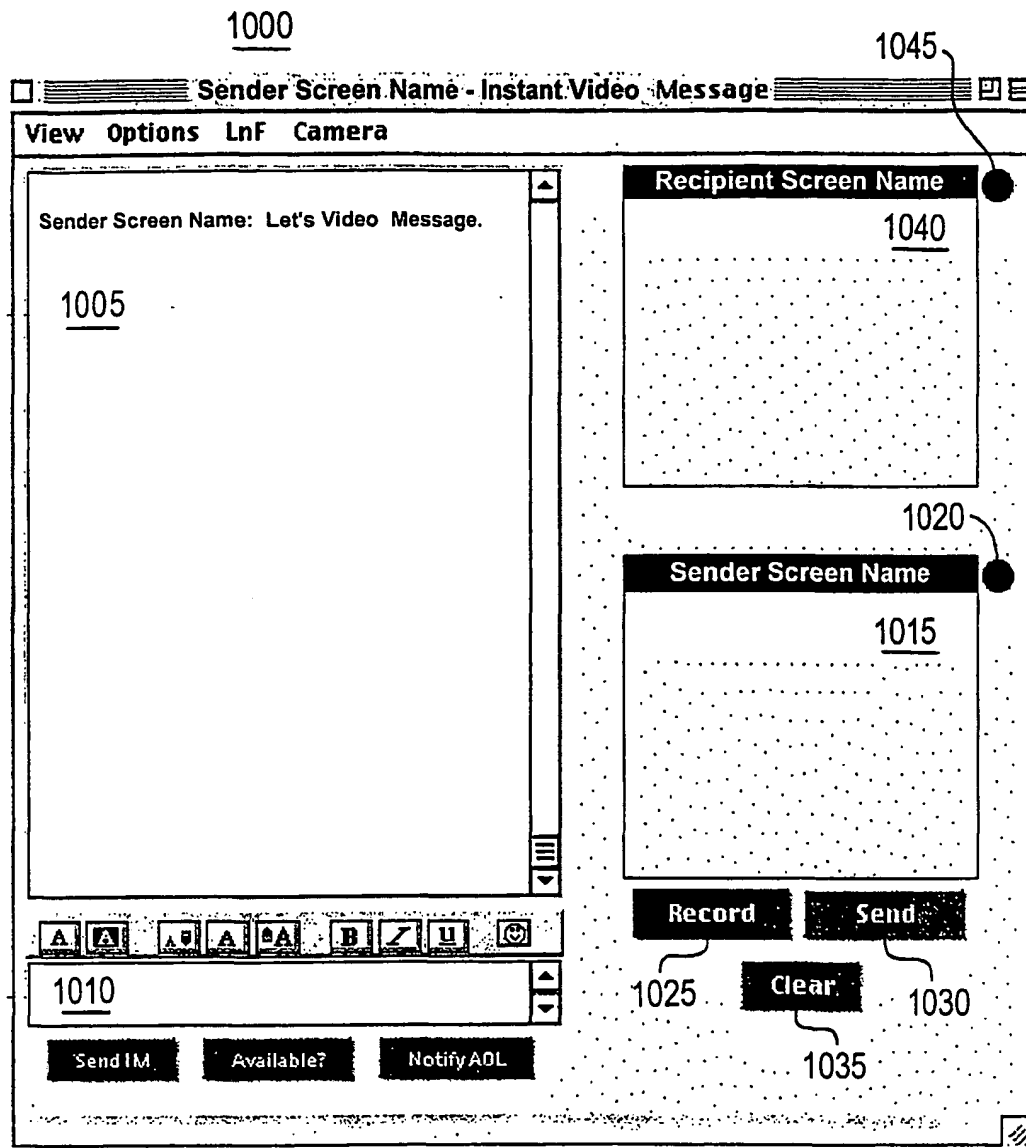 1000
1045
Sender Screen Name - Instant Video Message
View Options LnF Camera
Recipient Screen Name
Sender Screen Name: Let's Video Message.
1040
1005
1020
Sender Screen Name
1015
A A A A A B I U
Record Send
1010
1025 Clear 1030
Send IM Available? Notify AOL
1035